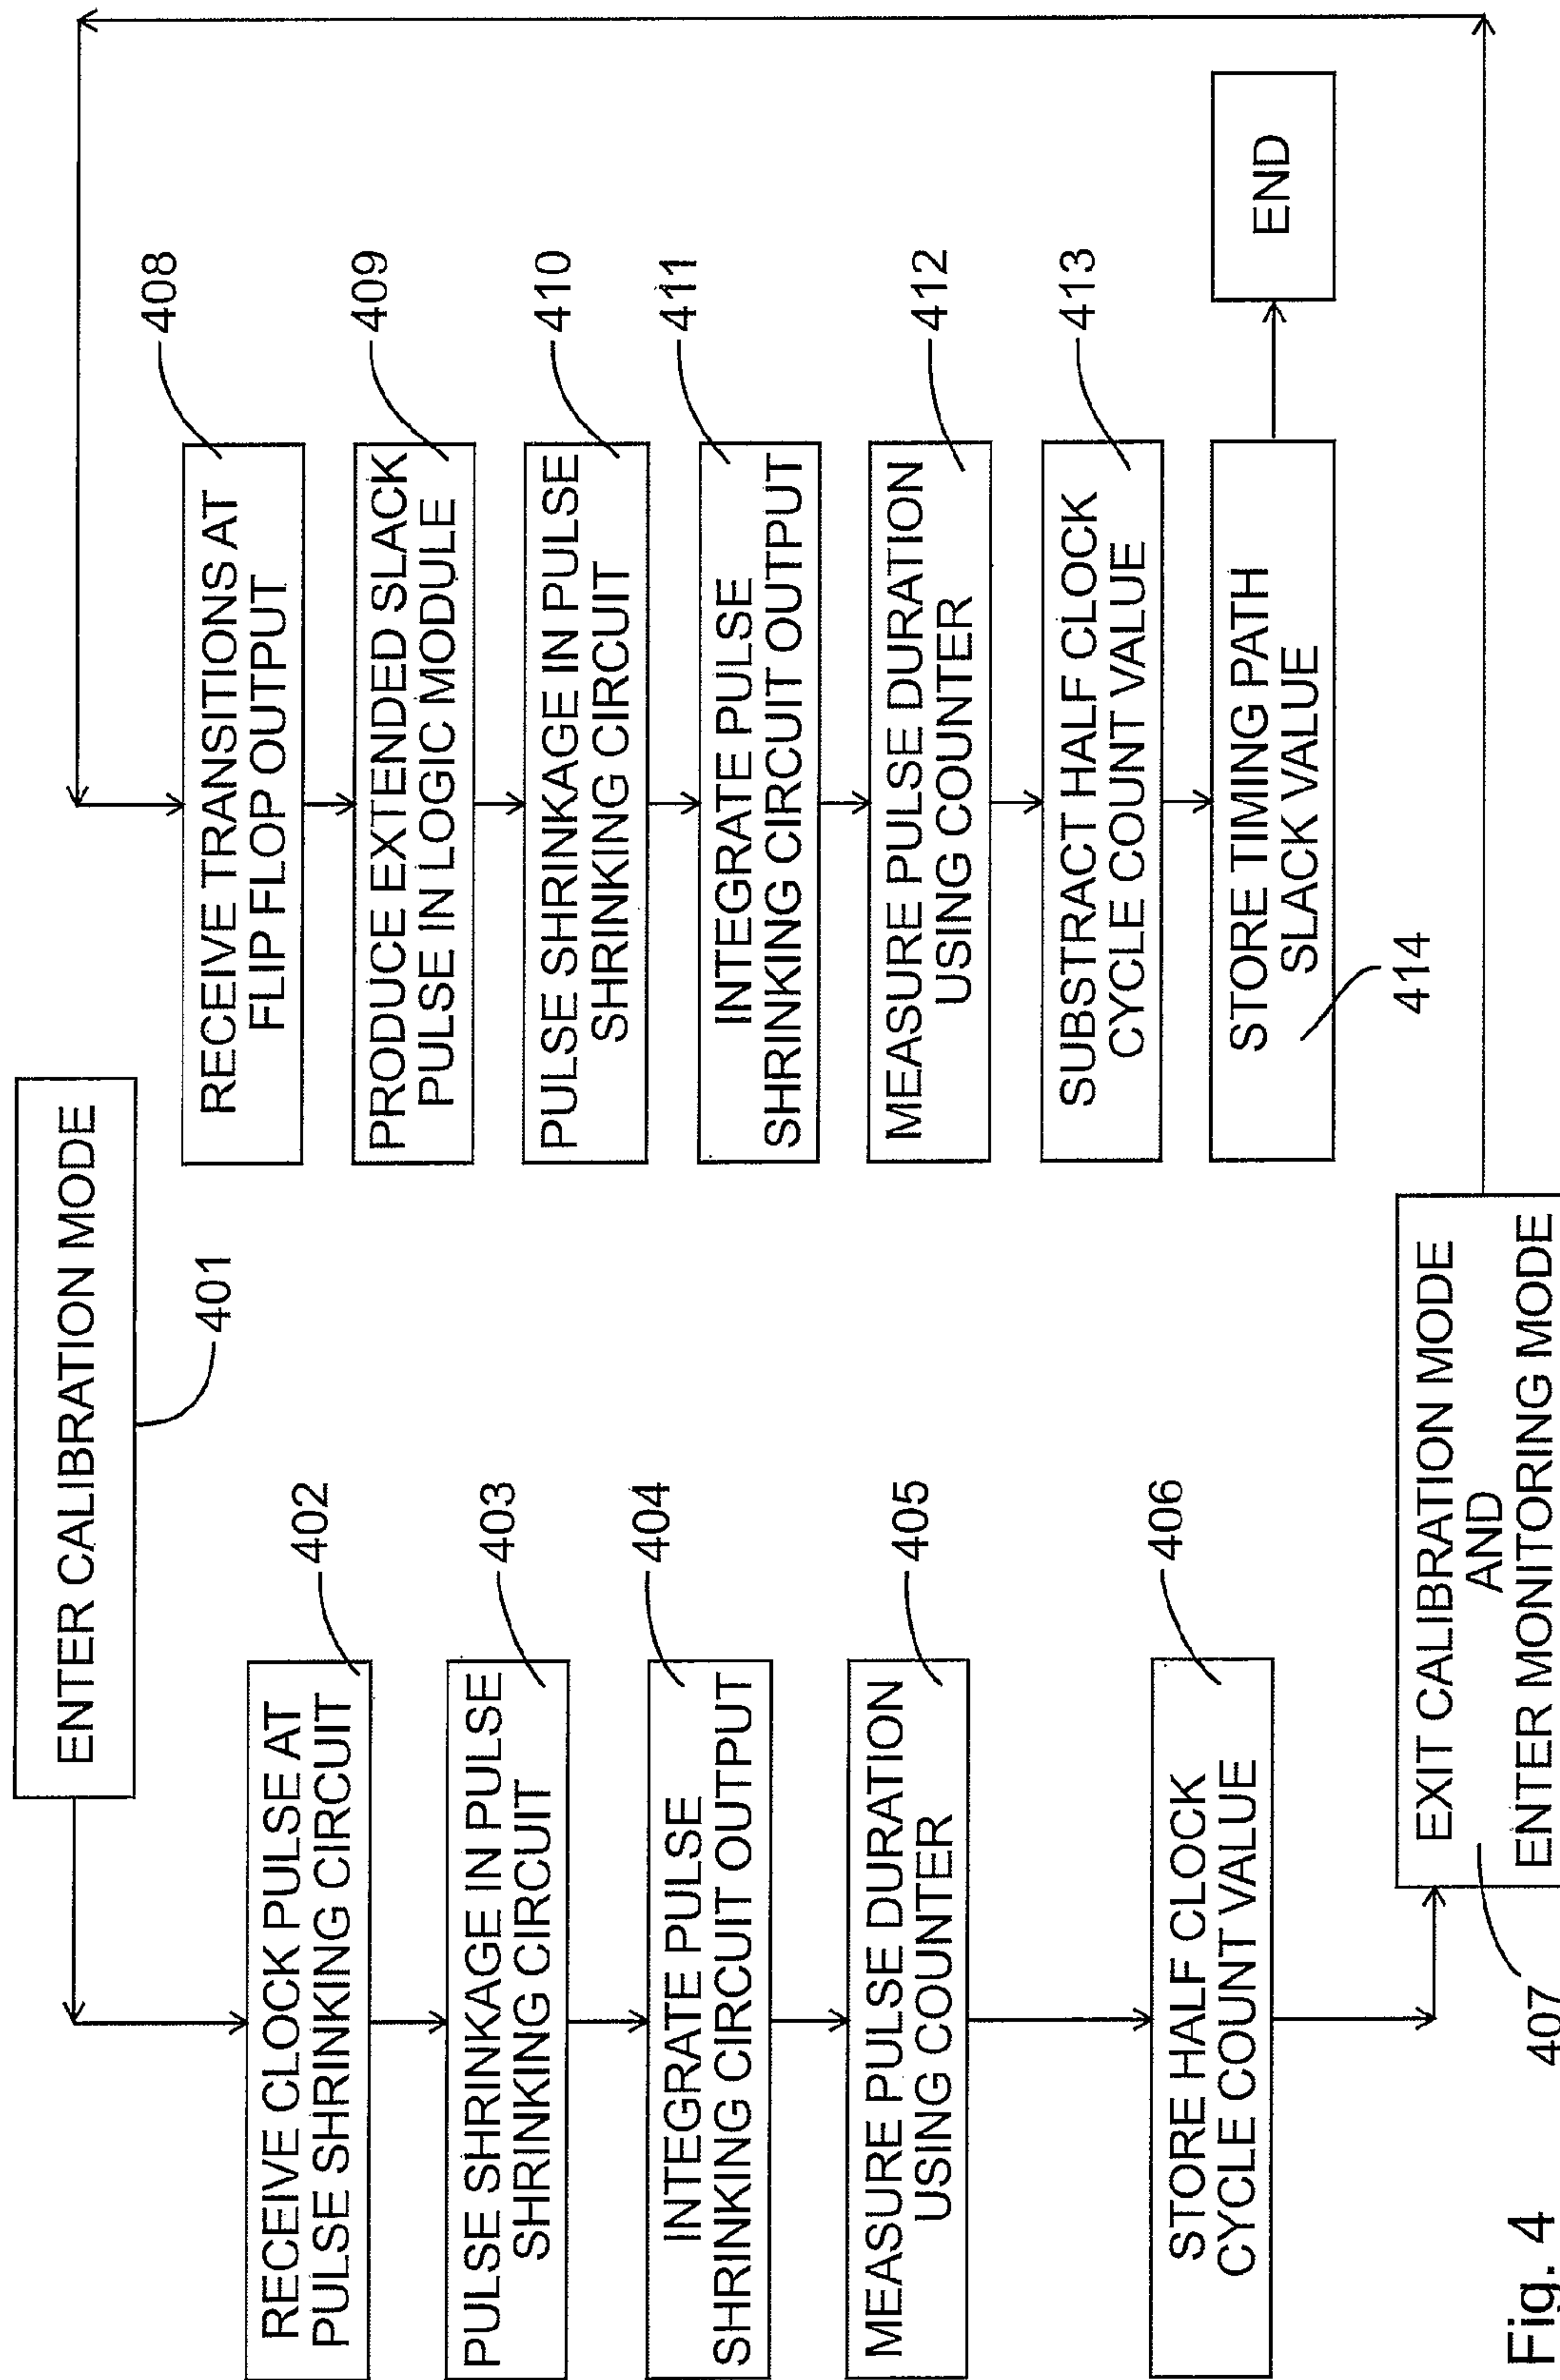 ENTER CALIBRATION MODE
401
RECEIVE CLOCK PULSE AT
PULSE SHRINKING CIRCUIT
402
PULSE SHRINKAGE IN PULSE
SHRINKING CIRCUIT
403
INTEGRATE PULSE
SHRINKING CIRCUIT OUTPUT
404
MEASURE PULSE DURATION
USING COUNTER
405
STORE HALF CLOCK
CYCLE COUNT VALUE
406
EXIT CALIBRATION MODE
AND
ENTER MONITORING MODE
407
RECEIVE TRANSITIONS AT
FLIP FLOP OUTPUT
408
PRODUCE EXTENDED SLACK
PULSE IN LOGIC MODULE
409
PULSE SHRINKAGE IN PULSE
SHRINKING CIRCUIT
410
INTEGRATE PULSE
SHRINKING CIRCUIT OUTPUT
411
MEASURE PULSE DURATION
USING COUNTER
412
SUBSTRACT HALF CLOCK
CYCLE COUNT VALUE
413
STORE TIMING PATH
SLACK VALUE
414
END
Fig. 4